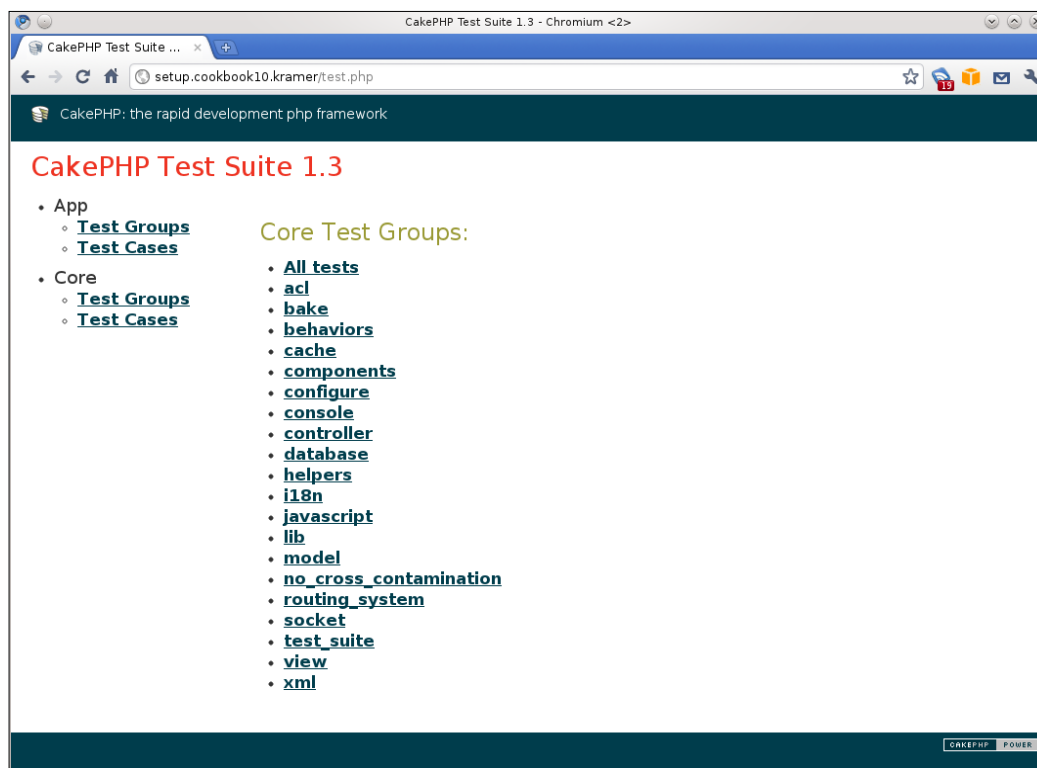 CakePHP Test Suite 1.3 - Chromium <2>
CakePHP Test Suite ...
setup.cookbook10.kramer/test.php
19
CakePHP: the rapid development php framework
CakePHP Test Suite 1.3
App
Test Groups
Test Cases
Core
Test Groups
Test Cases
Core Test Groups:
All tests
acl
bake
behaviors
cache
components
configure
console
controller
database
helpers
i18n
javascript
lib
model
no_cross_contamination
routing_system
socket
test_suite
view
xml
CAKEPHP POWER